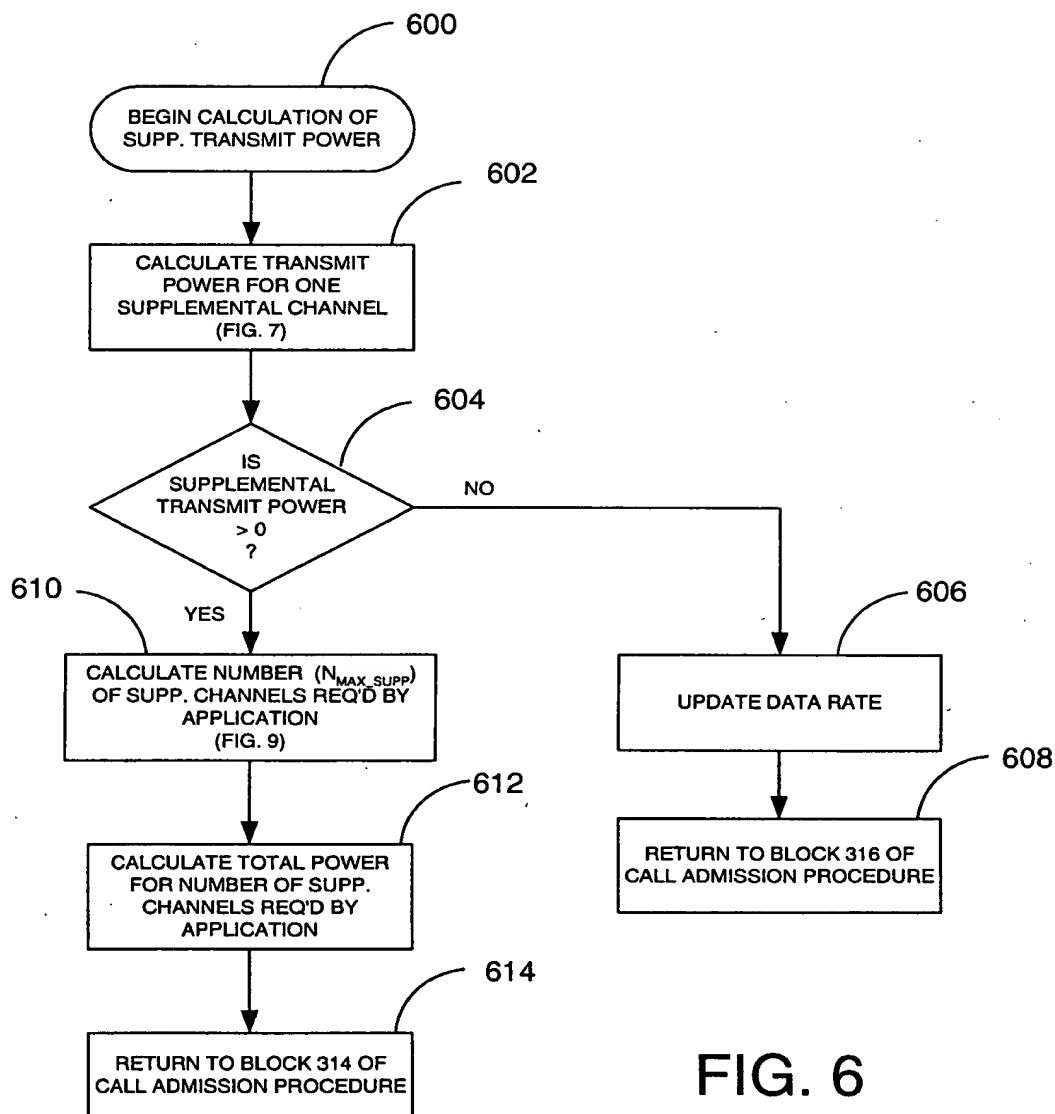 600
BEGIN CALCULATION OF
SUPP. TRANSMIT POWER
602
CALCULATE TRANSMIT
POWER FOR ONE
SUPPLEMENTAL CHANNEL
(FIG. 7)
604
IS
SUPPLEMENTAL
TRANSMIT POWER
> 0
?
NO
YES
610
CALCULATE NUMBER (N_MAX_SUPP)
OF SUPP. CHANNELS REQ'D BY
APPLICATION
(FIG. 9)
606
UPDATE DATA RATE
612
CALCULATE TOTAL POWER
FOR NUMBER OF SUPP.
CHANNELS REQ'D BY
APPLICATION
608
RETURN TO BLOCK 316 OF
CALL ADMISSION PROCEDURE
614
RETURN TO BLOCK 314 OF
CALL ADMISSION PROCEDURE
FIG. 6